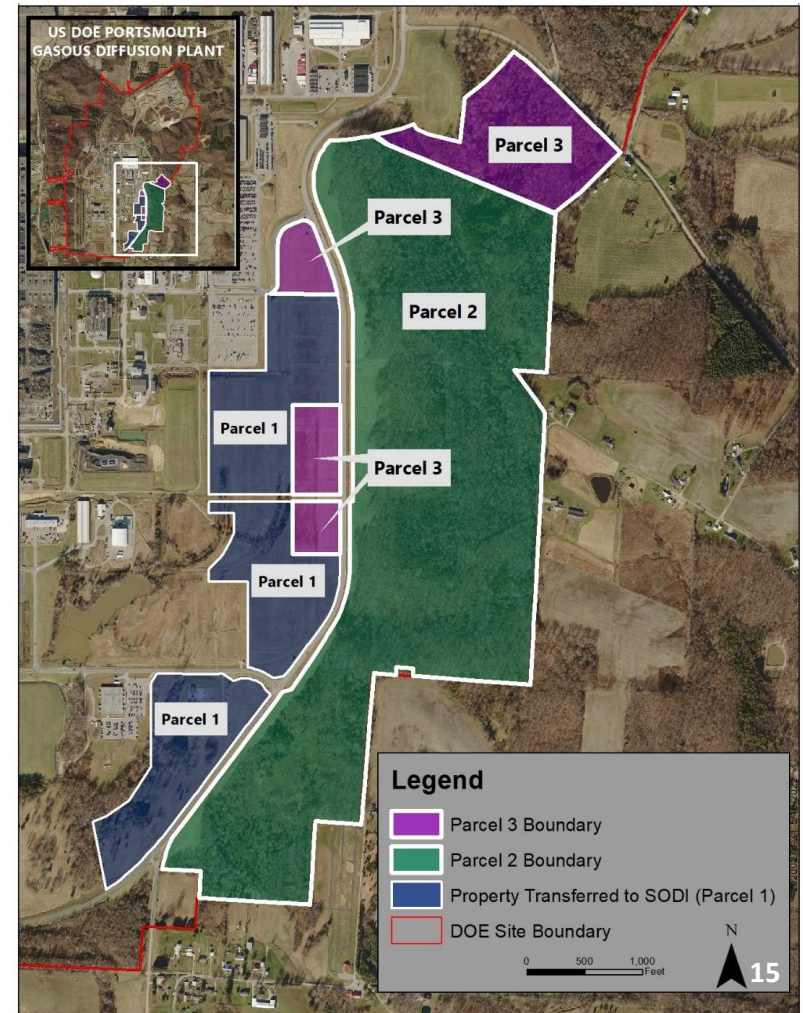 US DOE PORTSMOUTH
GASOUS DIFFUSION PLANT
Parcel 3
Parcel 3
Parcel 2
Parcel 1
Parcel 3
Parcel 1
Parcel 1
Legend
Parcel 3 Boundary
Parcel 2 Boundary
Property Transferred to SODI (Parcel 1)
DOE Site Boundary
N
0 500 1,000
Feet
15